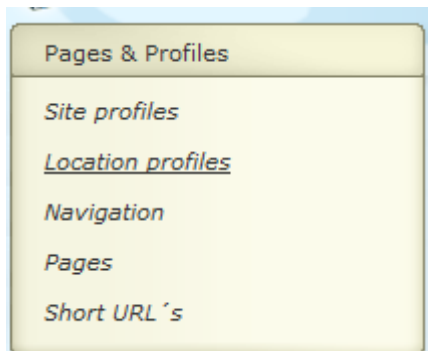 Pages & Profiles
Site profiles
Location profiles
Navigation
Pages
Short URL´s